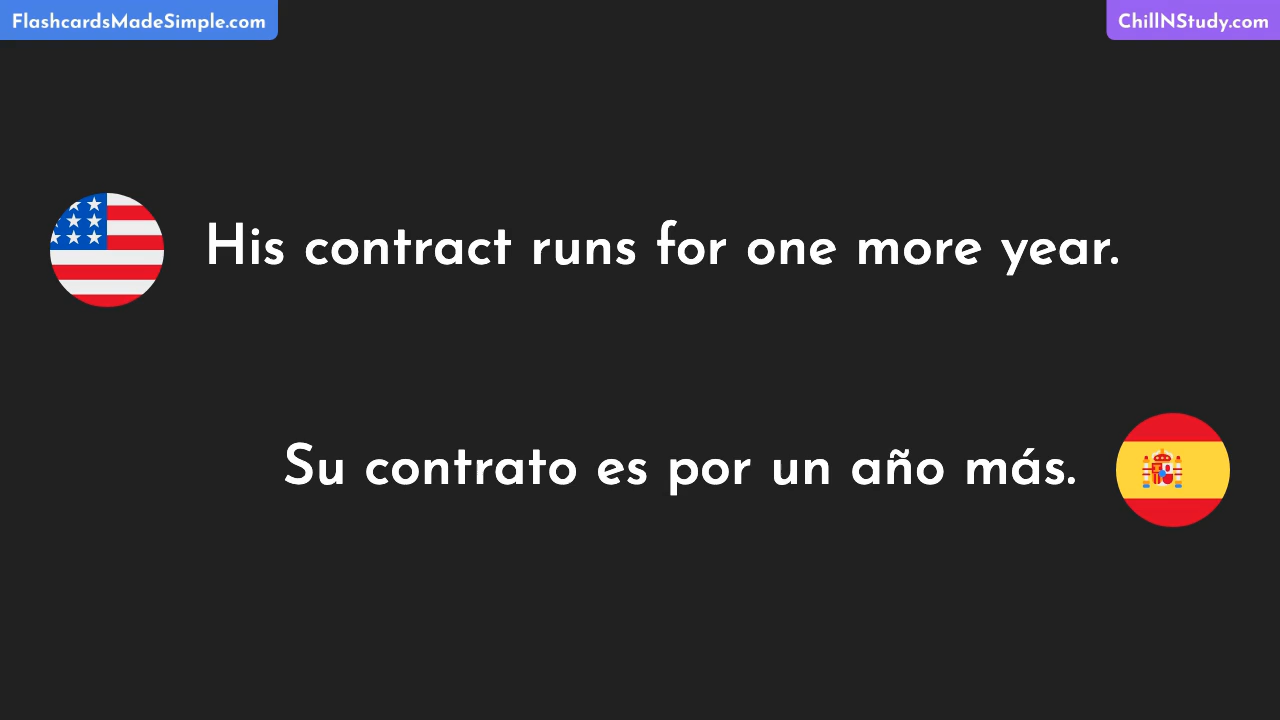 FlashcardsMadeSimple.com
ChillNStudy.com
His contract runs for one more year.
Su contrato es por un año más.